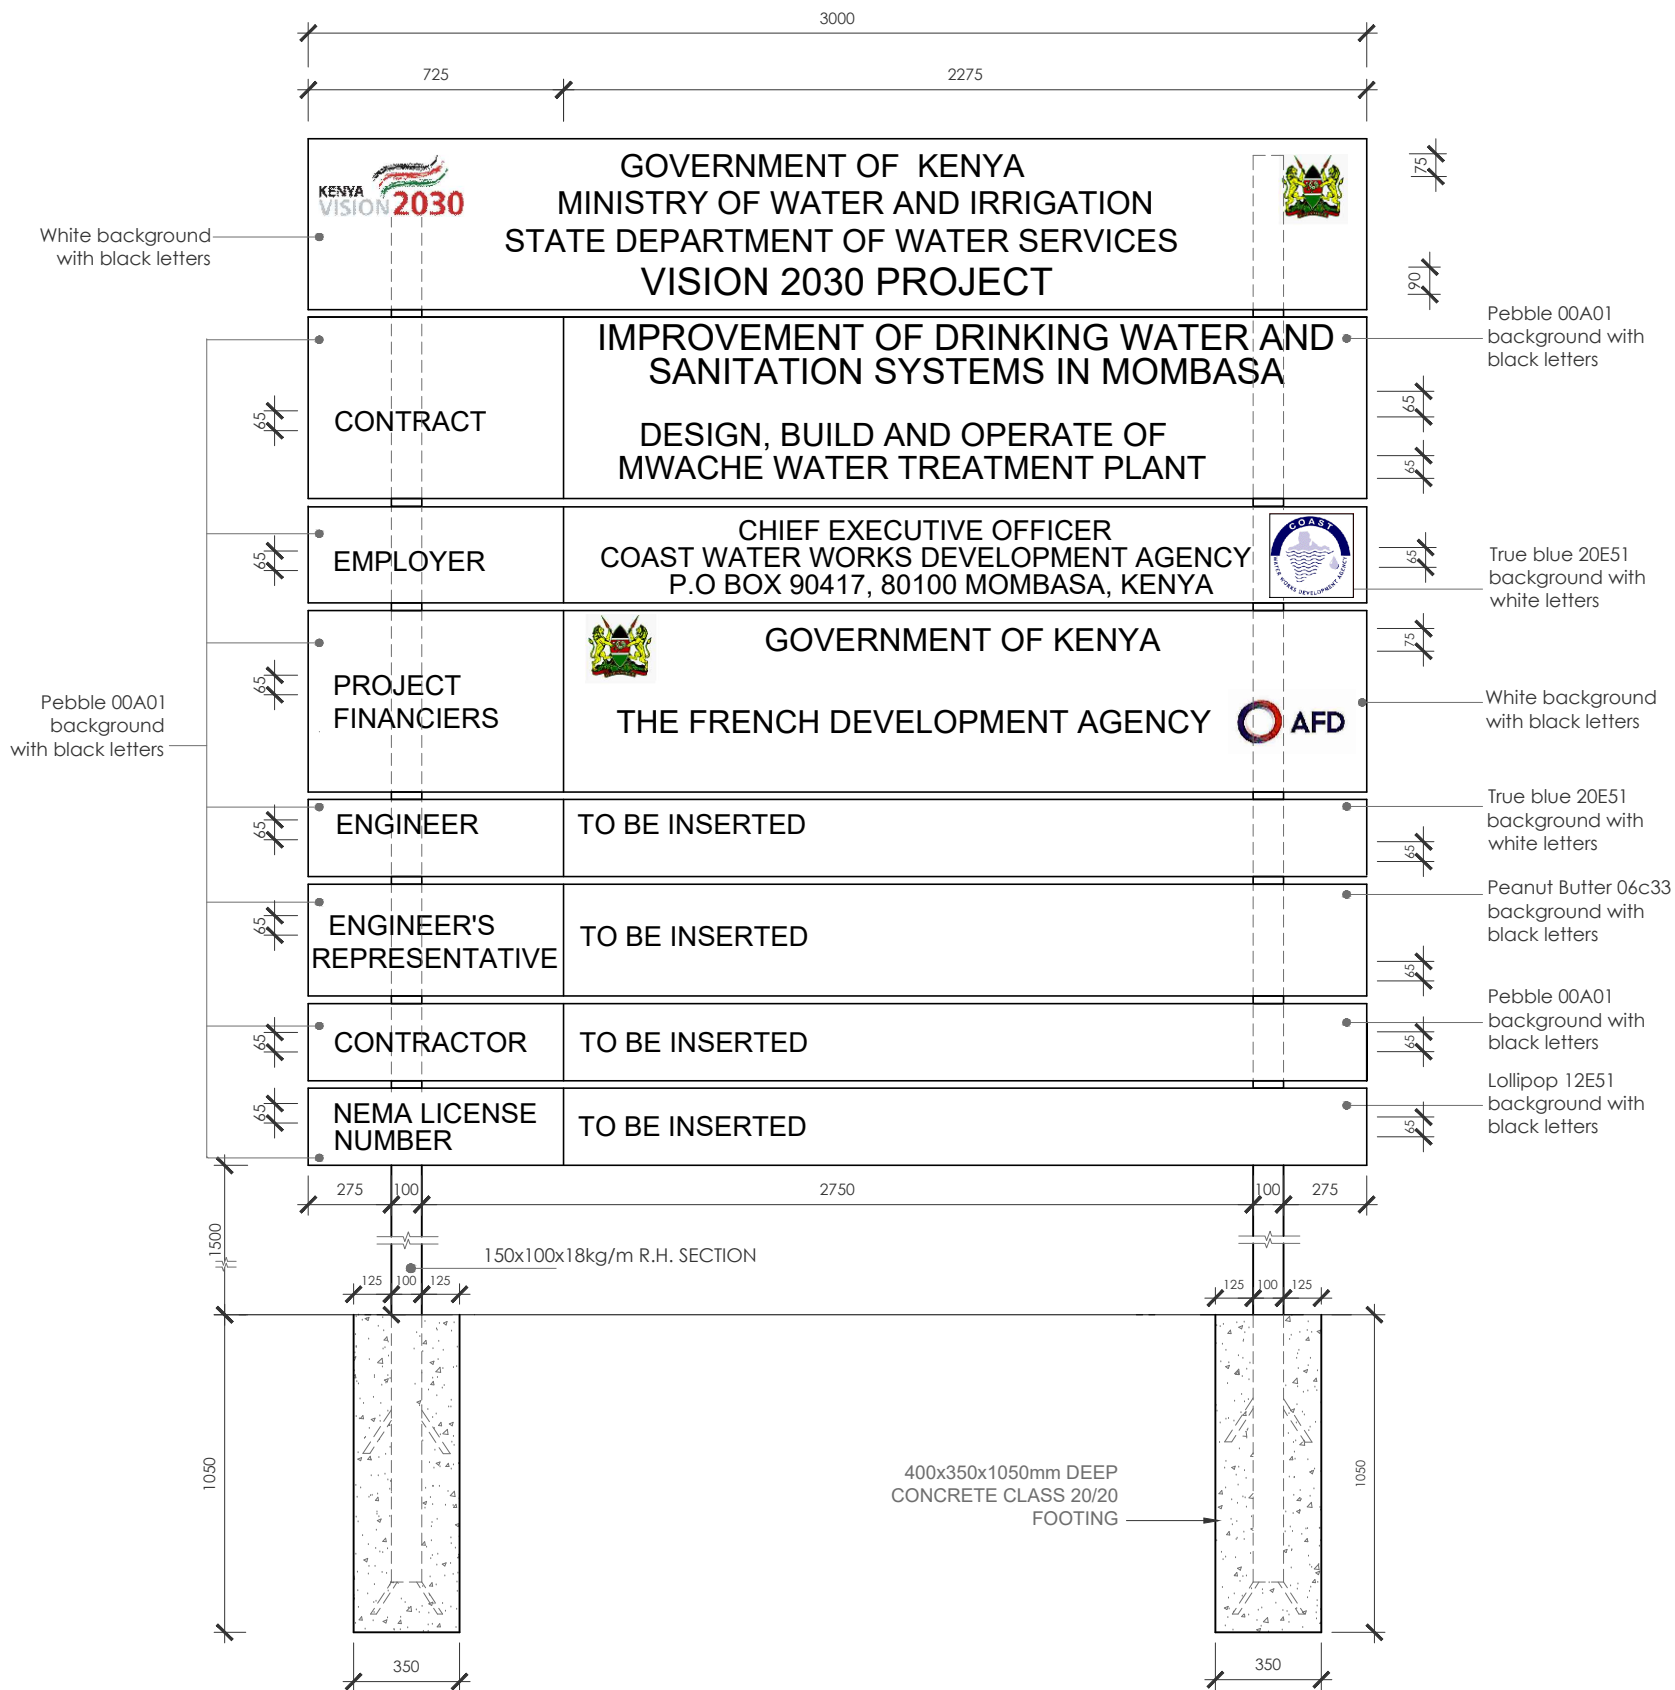 3000
725
2275
KENYA
VISION 2030
GOVERNMENT OF KENYA
MINISTRY OF WATER AND IRRIGATION
STATE DEPARTMENT OF WATER SERVICES
VISION 2030 PROJECT
75
90
White background
with black letters
CONTRACT
IMPROVEMENT OF DRINKING WATER AND
SANITATION SYSTEMS IN MOMBASA
DESIGN, BUILD AND OPERATE OF
MWACHE WATER TREATMENT PLANT
65
65
65
Pebble 00A01
background with
black letters
EMPLOYER
CHIEF EXECUTIVE OFFICER
COAST WATER WORKS DEVELOPMENT AGENCY
P.O BOX 90417, 80100 MOMBASA, KENYA
COAST
WATER WORKS DEVELOPMENT AGENCY
65
65
True blue 20E51
background with
white letters
PROJECT
FINANCIERS
GOVERNMENT OF KENYA
THE FRENCH DEVELOPMENT AGENCY
AFD
65
75
White background
with black letters
Pebble 00A01
background
with black letters
ENGINEER
TO BE INSERTED
65
65
True blue 20E51
background with
white letters
ENGINEER'S
REPRESENTATIVE
TO BE INSERTED
65
65
Peanut Butter 06c33
background with
black letters
CONTRACTOR
TO BE INSERTED
65
65
Pebble 00A01
background with
black letters
NEMA LICENSE
NUMBER
TO BE INSERTED
65
65
Lollipop 12E51
background with
black letters
275
100
2750
100
275
1500
150x100x18kg/m R.H. SECTION
125
100
125
125
100
125
1050
400x350x1050mm DEEP
CONCRETE CLASS 20/20
FOOTING
1050
350
350